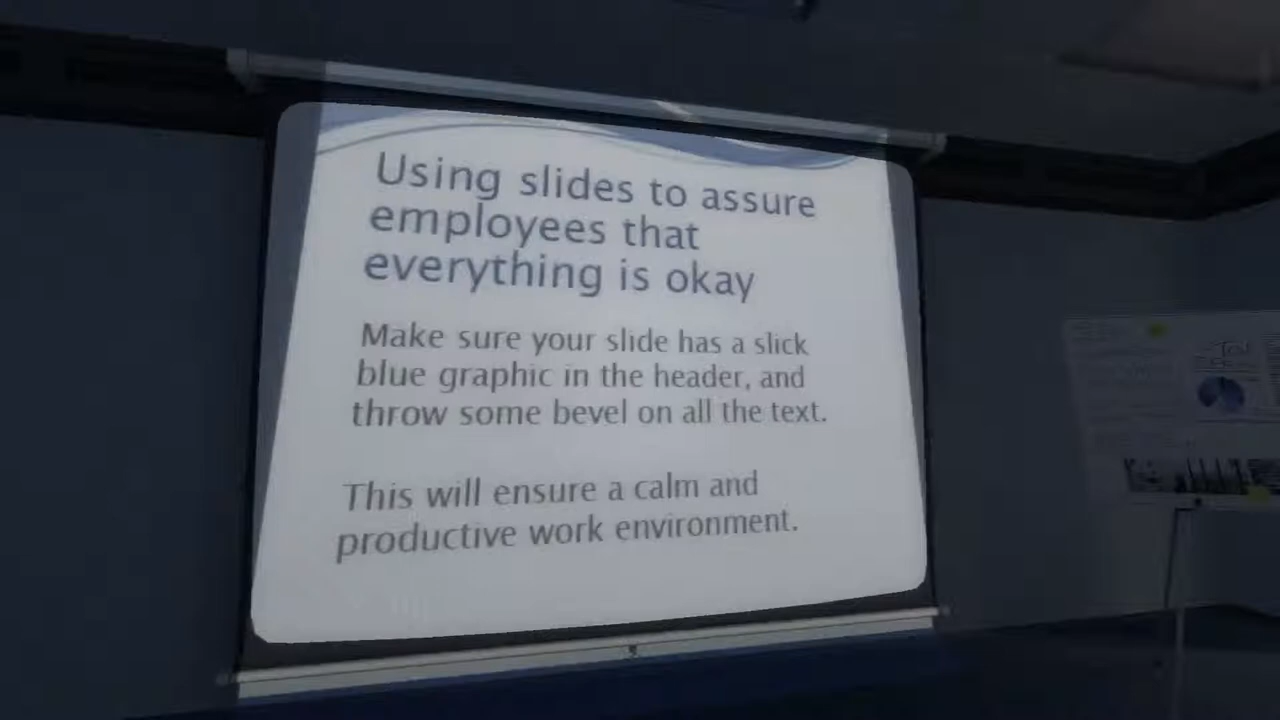 Using slides to assure
employees that
everything is okay
Make sure your slide has a slick
blue graphic in the header, and
throw some bevel on all the text.
This will ensure a calm and
productive work environment.